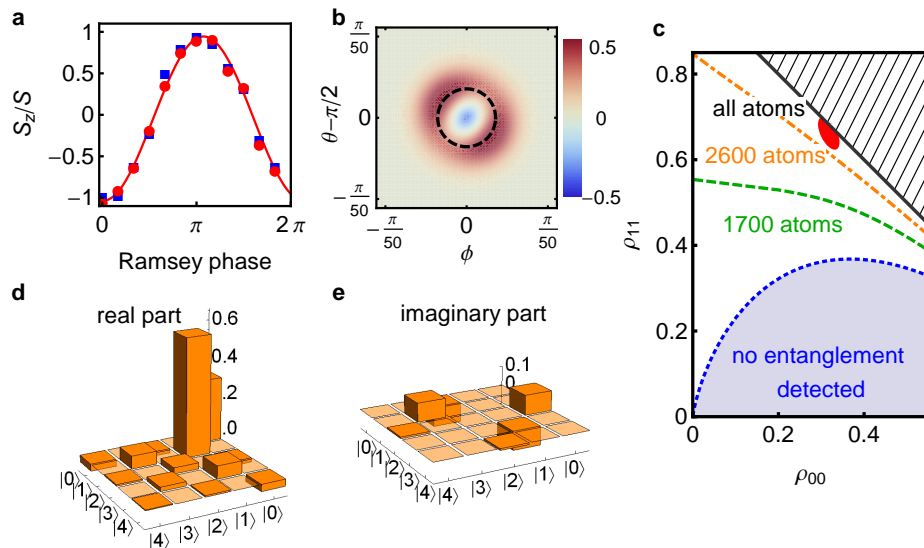 a
S_z/S
1
0.5
0
−0.5
−1
0
π
2 π
Ramsey phase
b
θ−π/2
π/50
0
−π/50
−π/50
0
π/50
ϕ
0.5
0
−0.5
c
ρ11
0.8
0.6
0.4
0.2
0
0
0.2
0.4
ρ00
all atoms
2600 atoms
1700 atoms
no entanglement
detected
d
real part
0.6
0.4
0.2
.0
|0⟩
|1⟩
|2⟩
|3⟩
|4⟩
|4⟩
|3⟩
|2⟩
|1⟩
|0⟩
e
imaginary part
0.1
0
|0⟩
|1⟩
|2⟩
|3⟩
|4⟩
|4⟩
|3⟩
|2⟩
|1⟩
|0⟩